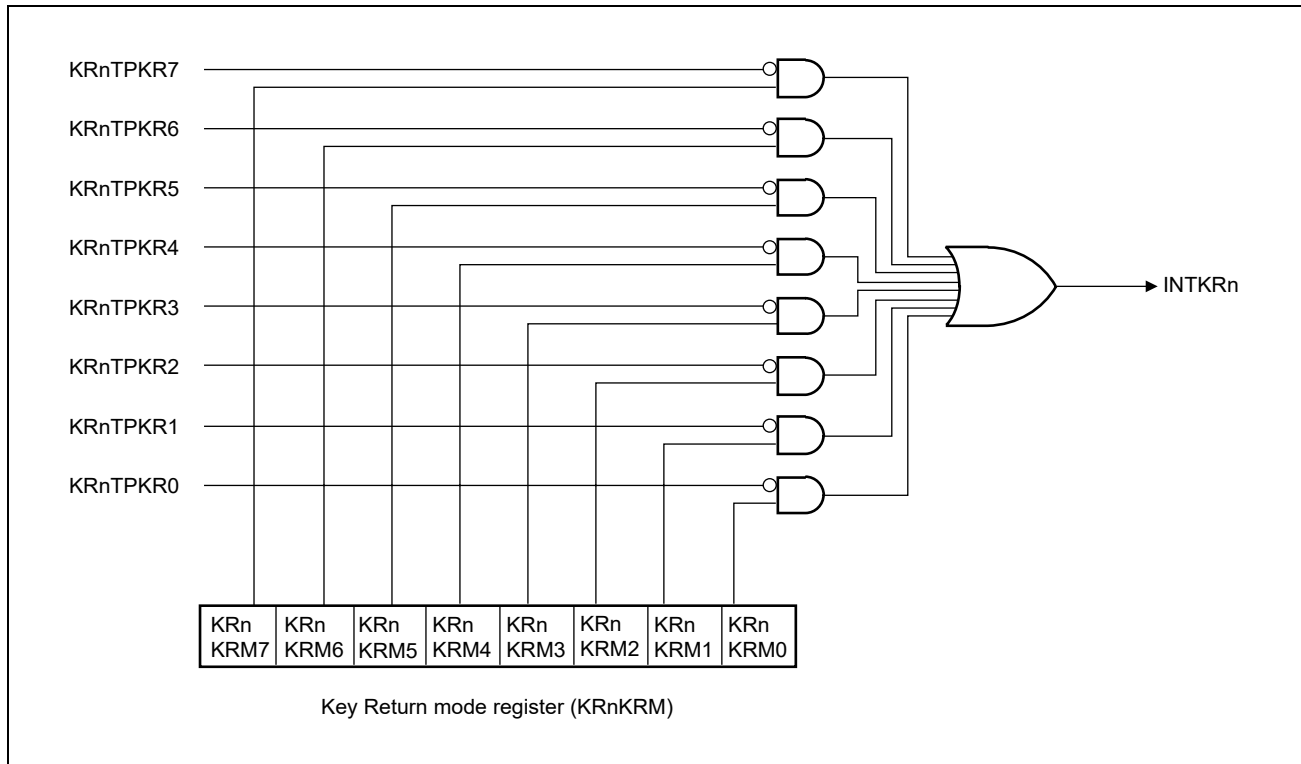 KRnTPKR7
KRnTPKR6
KRnTPKR5
KRnTPKR4
KRnTPKR3
KRnTPKR2
KRnTPKR1
KRnTPKR0
INTKRn
KRn KRn KRn KRn KRn KRn KRn KRn
KRM7 KRM6 KRM5 KRM4 KRM3 KRM2 KRM1 KRM0
Key Return mode register (KRnKRM)